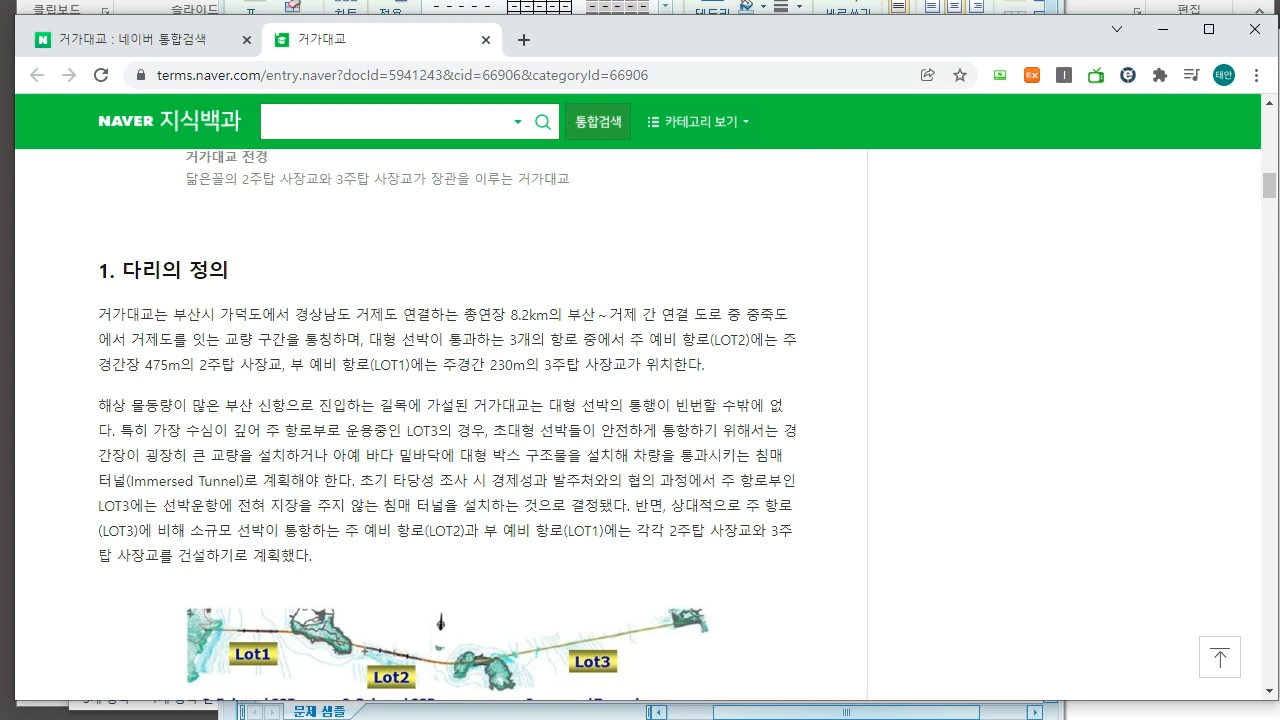 클립보드
슬라이드
편집
거가대교 : 네이버 통합검색
거가대교
terms.naver.com/entry.naver?docId=5941243&cid=66906&categoryId=66906
태안
NAVER 지식백과
통합검색
카테고리 보기
거가대교 전경
닮은꼴의 2주탑 사장교와 3주탑 사장교가 장관을 이루는 거가대교
1. 다리의 정의
거가대교는 부산시 가덕도에서 경상남도 거제도 연결하는 총연장 8.2km의 부산~거제 간 연결 도로 중 중죽도
에서 거제도를 잇는 교량 구간을 통칭하며, 대형 선박이 통과하는 3개의 항로 중에서 주 예비 항로(LOT2)에는 주
경간장 475m의 2주탑 사장교, 부 예비 항로(LOT1)에는 주경간 230m의 3주탑 사장교가 위치한다.
해상 물동량이 많은 부산 신항으로 진입하는 길목에 가설된 거가대교는 대형 선박의 통행이 빈번할 수밖에 없
다. 특히 가장 수심이 깊어 주 항로부로 운용중인 LOT3의 경우, 초대형 선박들이 안전하게 통항하기 위해서는 경
간장이 굉장히 큰 교량을 설치하거나 아예 바다 밑바닥에 대형 박스 구조물을 설치해 차량을 통과시키는 침매
터널(Immersed Tunnel)로 계획해야 한다. 초기 타당성 조사 시 경제성과 발주처와의 협의 과정에서 주 항로부인
LOT3에는 선박운항에 전혀 지장을 주지 않는 침매 터널을 설치하는 것으로 결정됐다. 반면, 상대적으로 주 항로
(LOT3)에 비해 소규모 선박이 통항하는 주 예비 항로(LOT2)과 부 예비 항로(LOT1)에는 각각 2주탑 사장교와 3주
탑 사장교를 건설하기로 계획했다.
Lot1
Lot2
Lot3
문제 샘플